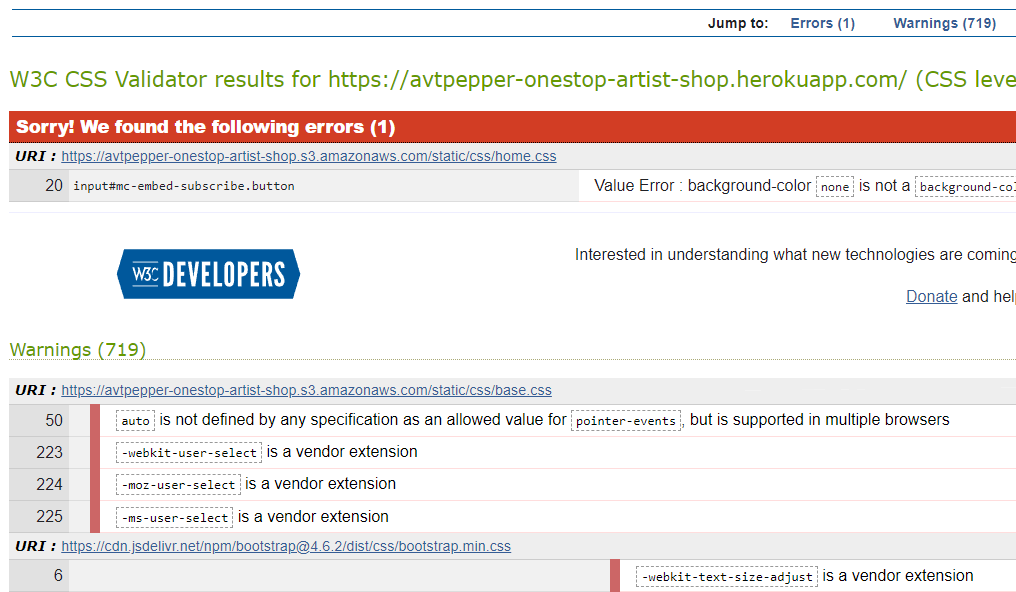 Jump to: Errors (1) Warnings (719)
W3C CSS Validator results for https://avtpepper-onestop-artist-shop.herokuapp.com/ (CSS leve
Sorry! We found the following errors (1)
URI : https://avtpepper-onestop-artist-shop.s3.amazonaws.com/static/css/home.css
20 input#mc-embed-subscribe.button Value Error : background-color none is not a background-col
W3C DEVELOPERS
Interested in understanding what new technologies are coming
Donate and help
Warnings (719)
URI : https://avtpepper-onestop-artist-shop.s3.amazonaws.com/static/css/base.css
50 auto is not defined by any specification as an allowed value for pointer-events, but is supported in multiple browsers
223 -webkit-user-select is a vendor extension
224 -moz-user-select is a vendor extension
225 -ms-user-select is a vendor extension
URI : https://cdn.jsdelivr.net/npm/bootstrap@4.6.2/dist/css/bootstrap.min.css
6 -webkit-text-size-adjust is a vendor extension